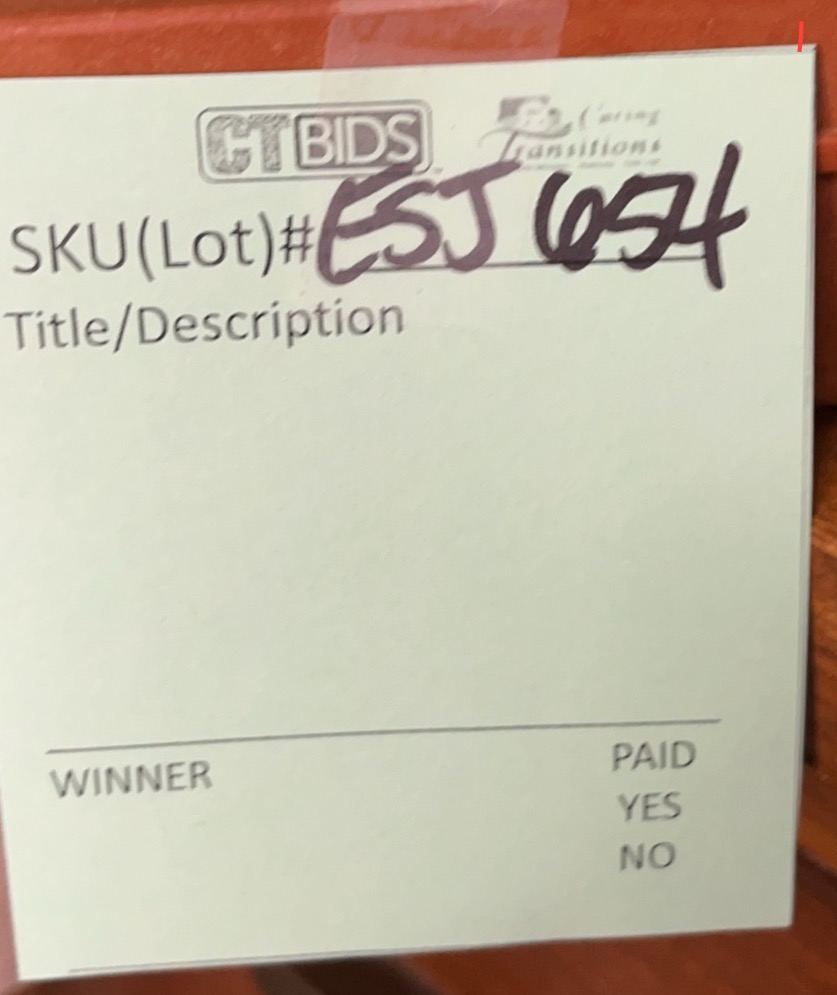 CTBIDS Caring Transitions
SKU(Lot)# ESJ 654
Title/Description
WINNER PAID
YES
NO